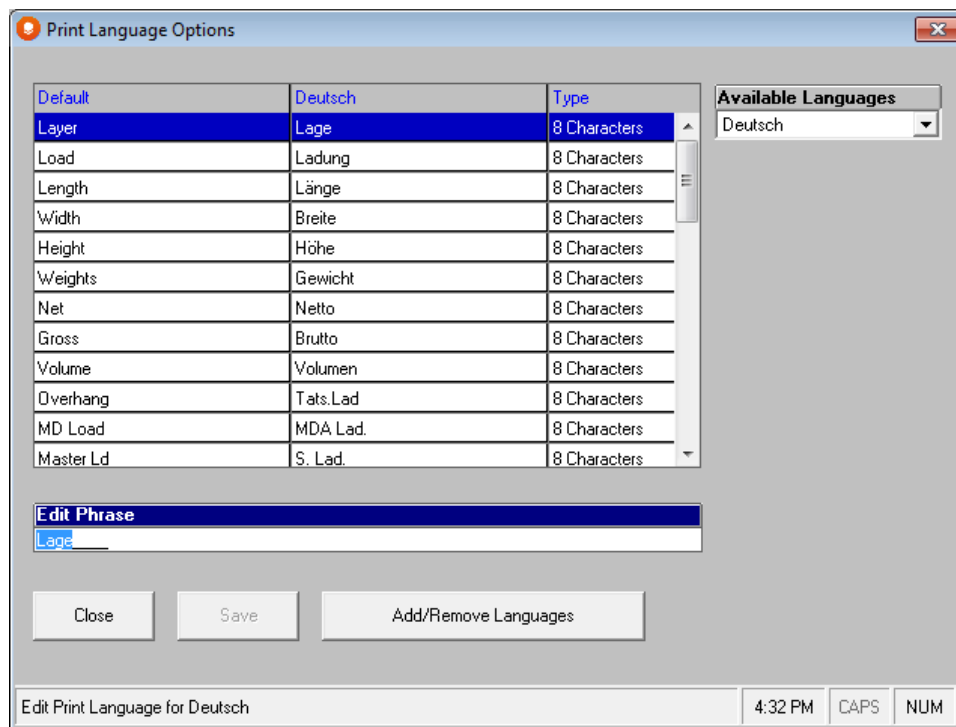 Print Language Options
Default Deutsch Type
Layer Lage 8 Characters
Load Ladung 8 Characters
Length Länge 8 Characters
Width Breite 8 Characters
Height Höhe 8 Characters
Weights Gewicht 8 Characters
Net Netto 8 Characters
Gross Brutto 8 Characters
Volume Volumen 8 Characters
Overhang Tats.Lad 8 Characters
MD Load MDA Lad. 8 Characters
Master Ld S. Lad. 8 Characters
Available Languages
Deutsch
Edit Phrase
Lage____
Close Save Add/Remove Languages
Edit Print Language for Deutsch 4:32 PM CAPS NUM